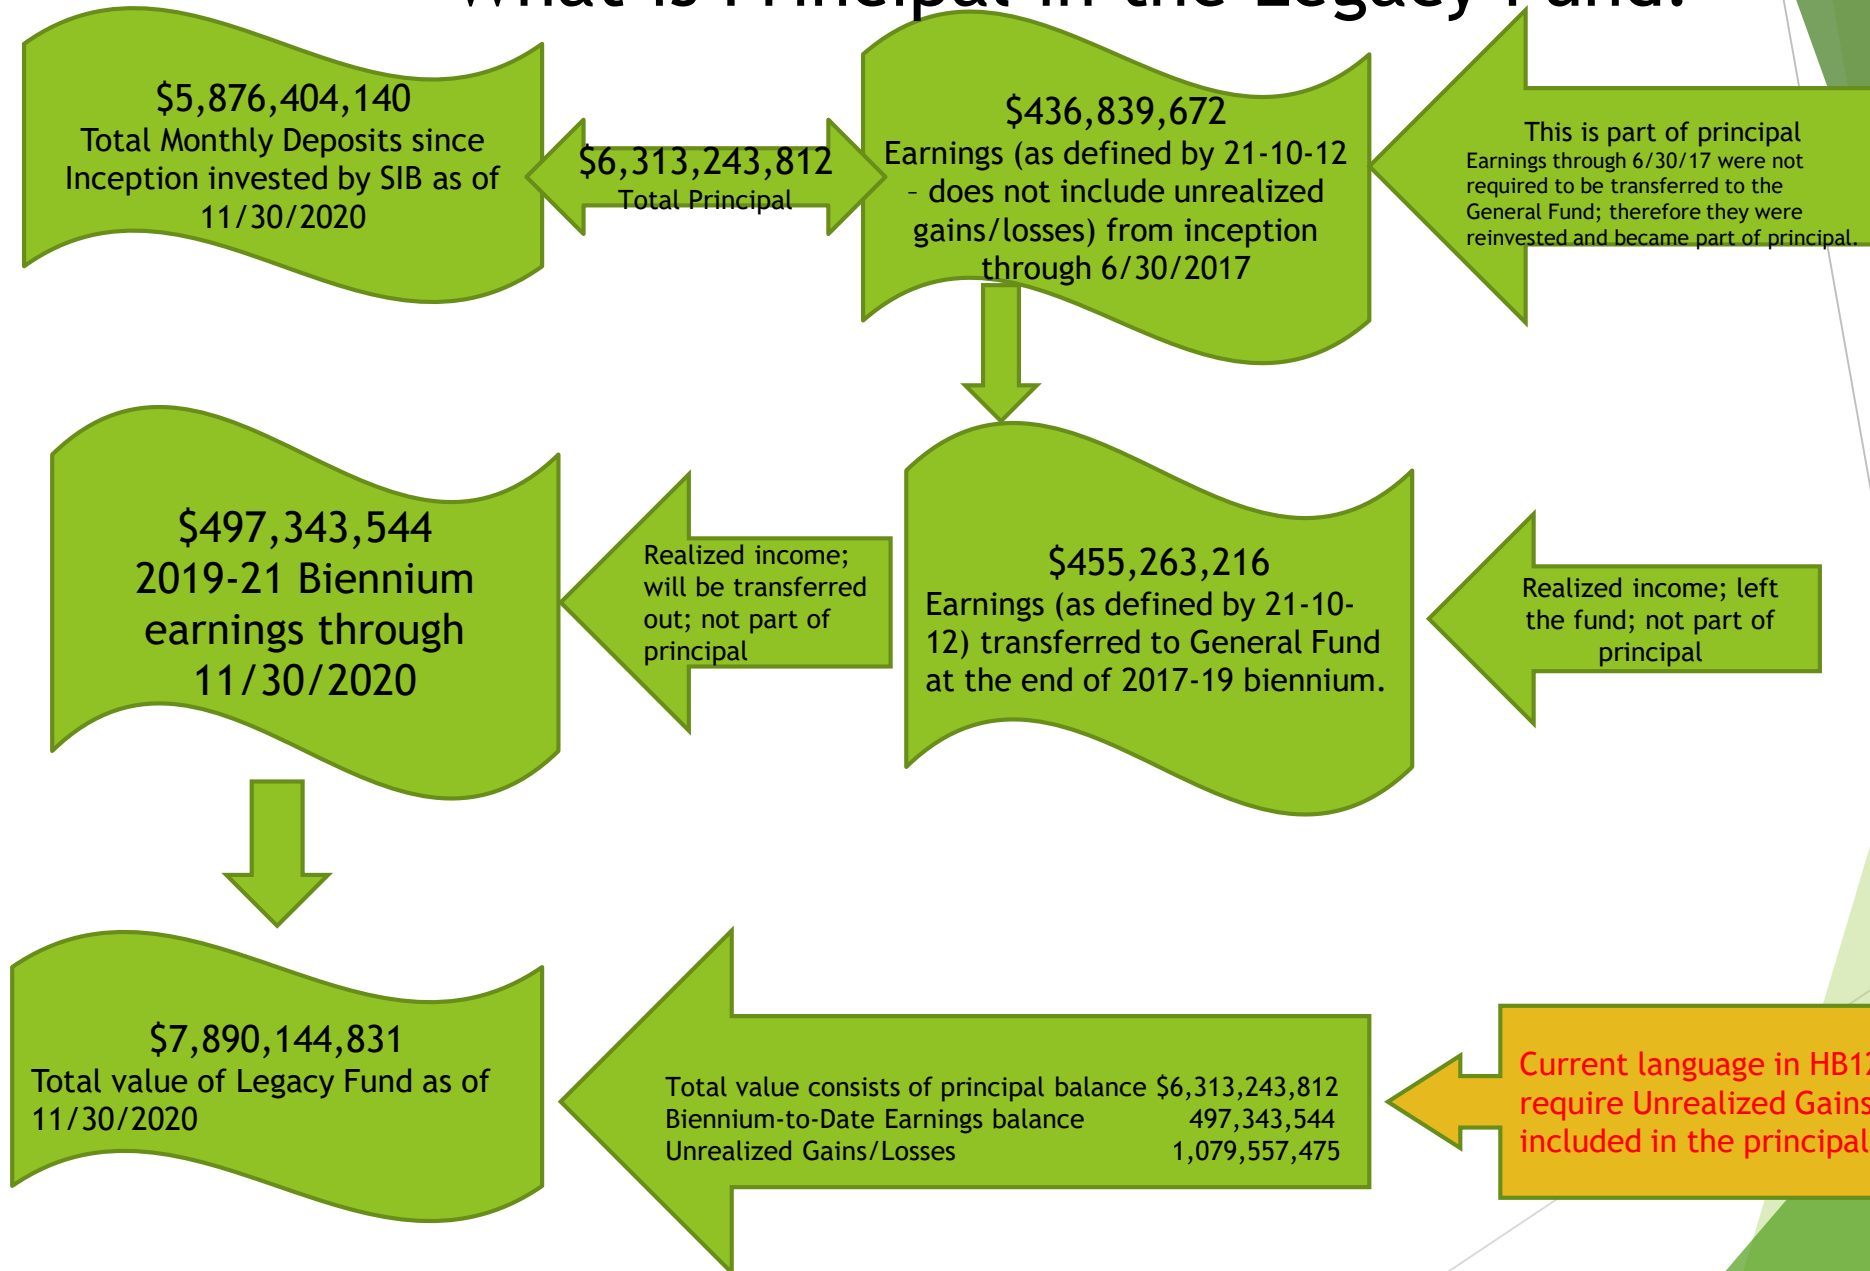 What is Principal in the Legacy Fund?
$5,876,404,140
Total Monthly Deposits since
Inception invested by SIB as of
11/30/2020
$6,313,243,812
Total Principal
$436,839,672
Earnings (as defined by 21-10-12
– does not include unrealized
gains/losses) from inception
through 6/30/2017
This is part of principal
Earnings through 6/30/17 were not
required to be transferred to the
General Fund; therefore they were
reinvested and became part of principal.
$497,343,544
2019-21 Biennium
earnings through
11/30/2020
Realized income;
will be transferred
out; not part of
principal
$455,263,216
Earnings (as defined by 21-10-
12) transferred to General Fund
at the end of 2017-19 biennium.
Realized income; left
the fund; not part of
principal
$7,890,144,831
Total value of Legacy Fund as of
11/30/2020
Total value consists of principal balance $6,313,243,812
Biennium-to-Date Earnings balance 497,343,544
Unrealized Gains/Losses 1,079,557,475
Current language in
require Unrealized Gains
included in the principal